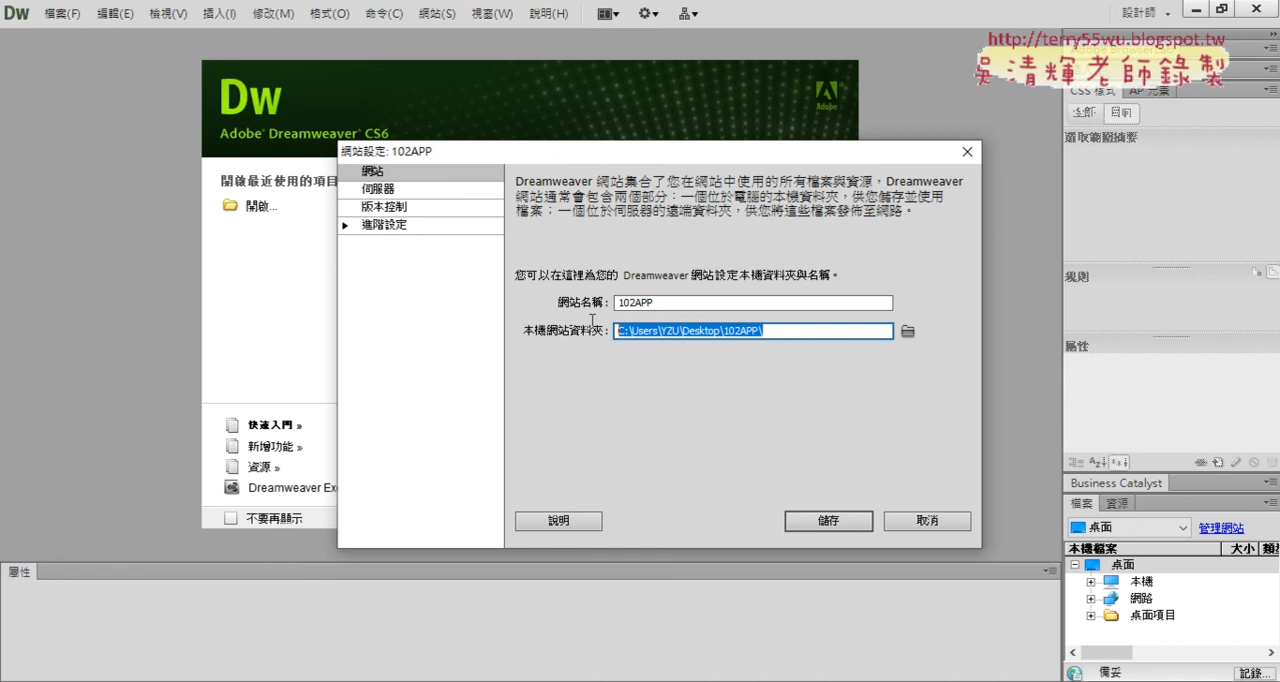 Dw 檔案(F) 編輯(E) 檢視(V) 插入(I) 修改(M) 格式(O) 命令(C) 網站(S) 視窗(W) 說明(H) 設計師
http://terry55wu.blogspot.tw
吳清輝老師錄製
CSS 樣式 AP 元素
全部 目前
選取範圍摘要
規則
屬性
Dw
Adobe
Adobe® Dreamweaver® CS6
開啟最近使用的項目
開啟...
快速入門 »
新增功能 »
資源 »
Dreamweaver Ex
不要再顯示
網站設定: 102APP
網站
伺服器
版本控制
進階設定
Dreamweaver 網站集合了您在網站中使用的所有檔案與資源，Dreamweaver
網站通常會包含兩個部分：一個位於電腦的本機資料夾，供您儲存並使用
檔案；一個位於伺服器的遠端資料夾，供您將這些檔案發佈至網路。
您可以在這裡為您的 Dreamweaver 網站設定本機資料夾與名稱。
網站名稱: 102APP
本機網站資料夾: C:\Users\YZU\Desktop\102APP\
說明 儲存 取消
Business Catalyst
檔案 資源
桌面 管理網站
本機檔案 大小 類型
桌面
本機
網路
桌面項目
備妥 記錄...
屬性